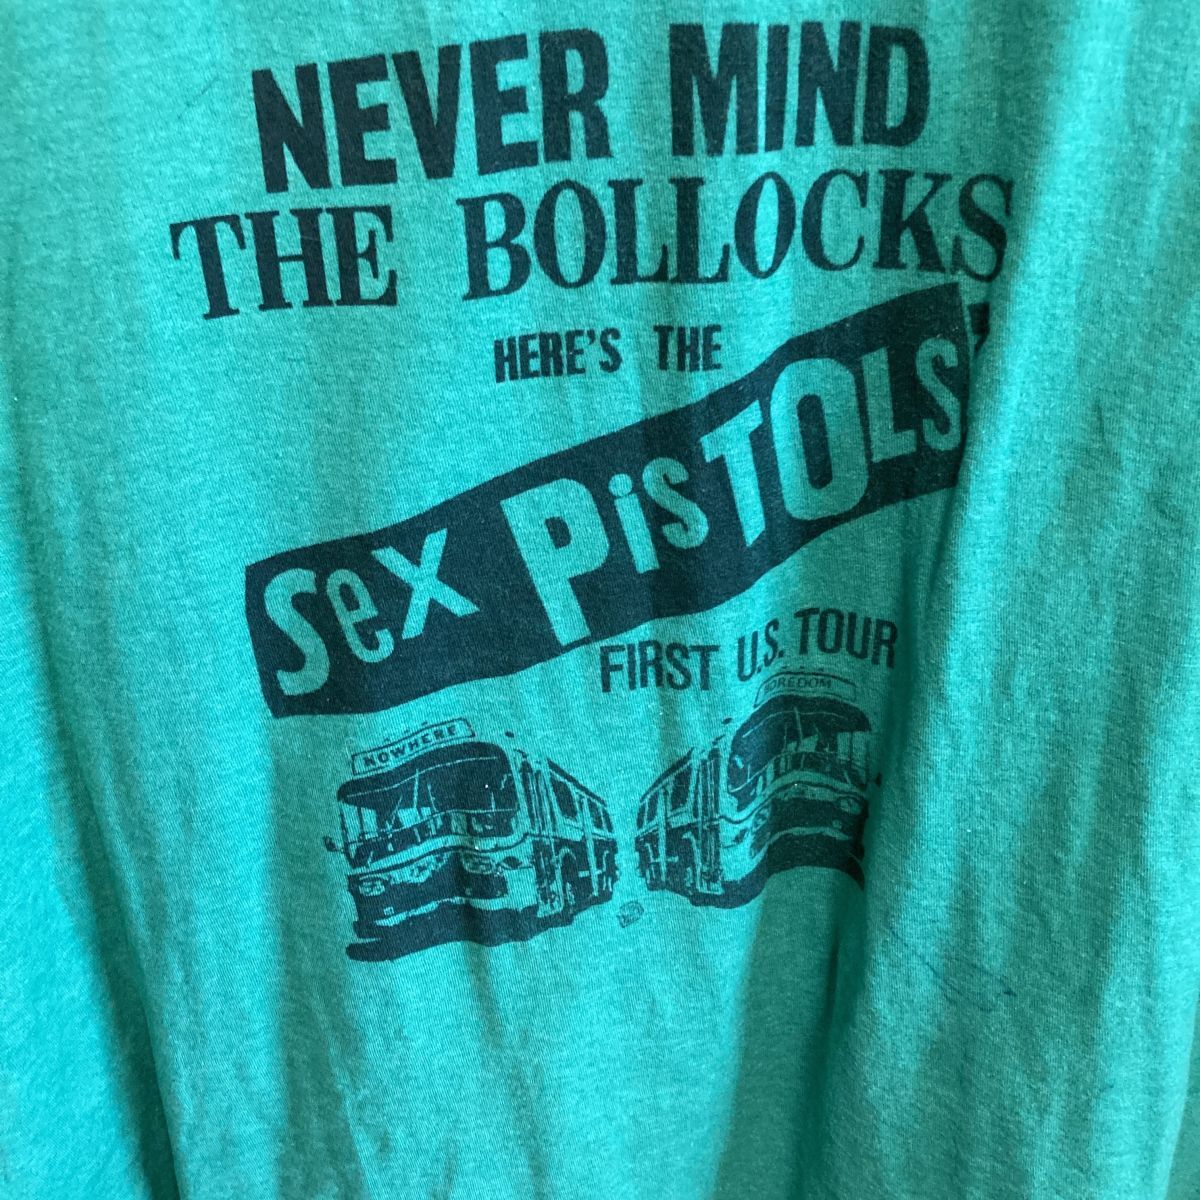 NEVER MIND
THE BOLLOCKS
HERE'S THE
Sex PiSTOLS
FIRST U.S. TOUR
NOWHERE
BOREDOM